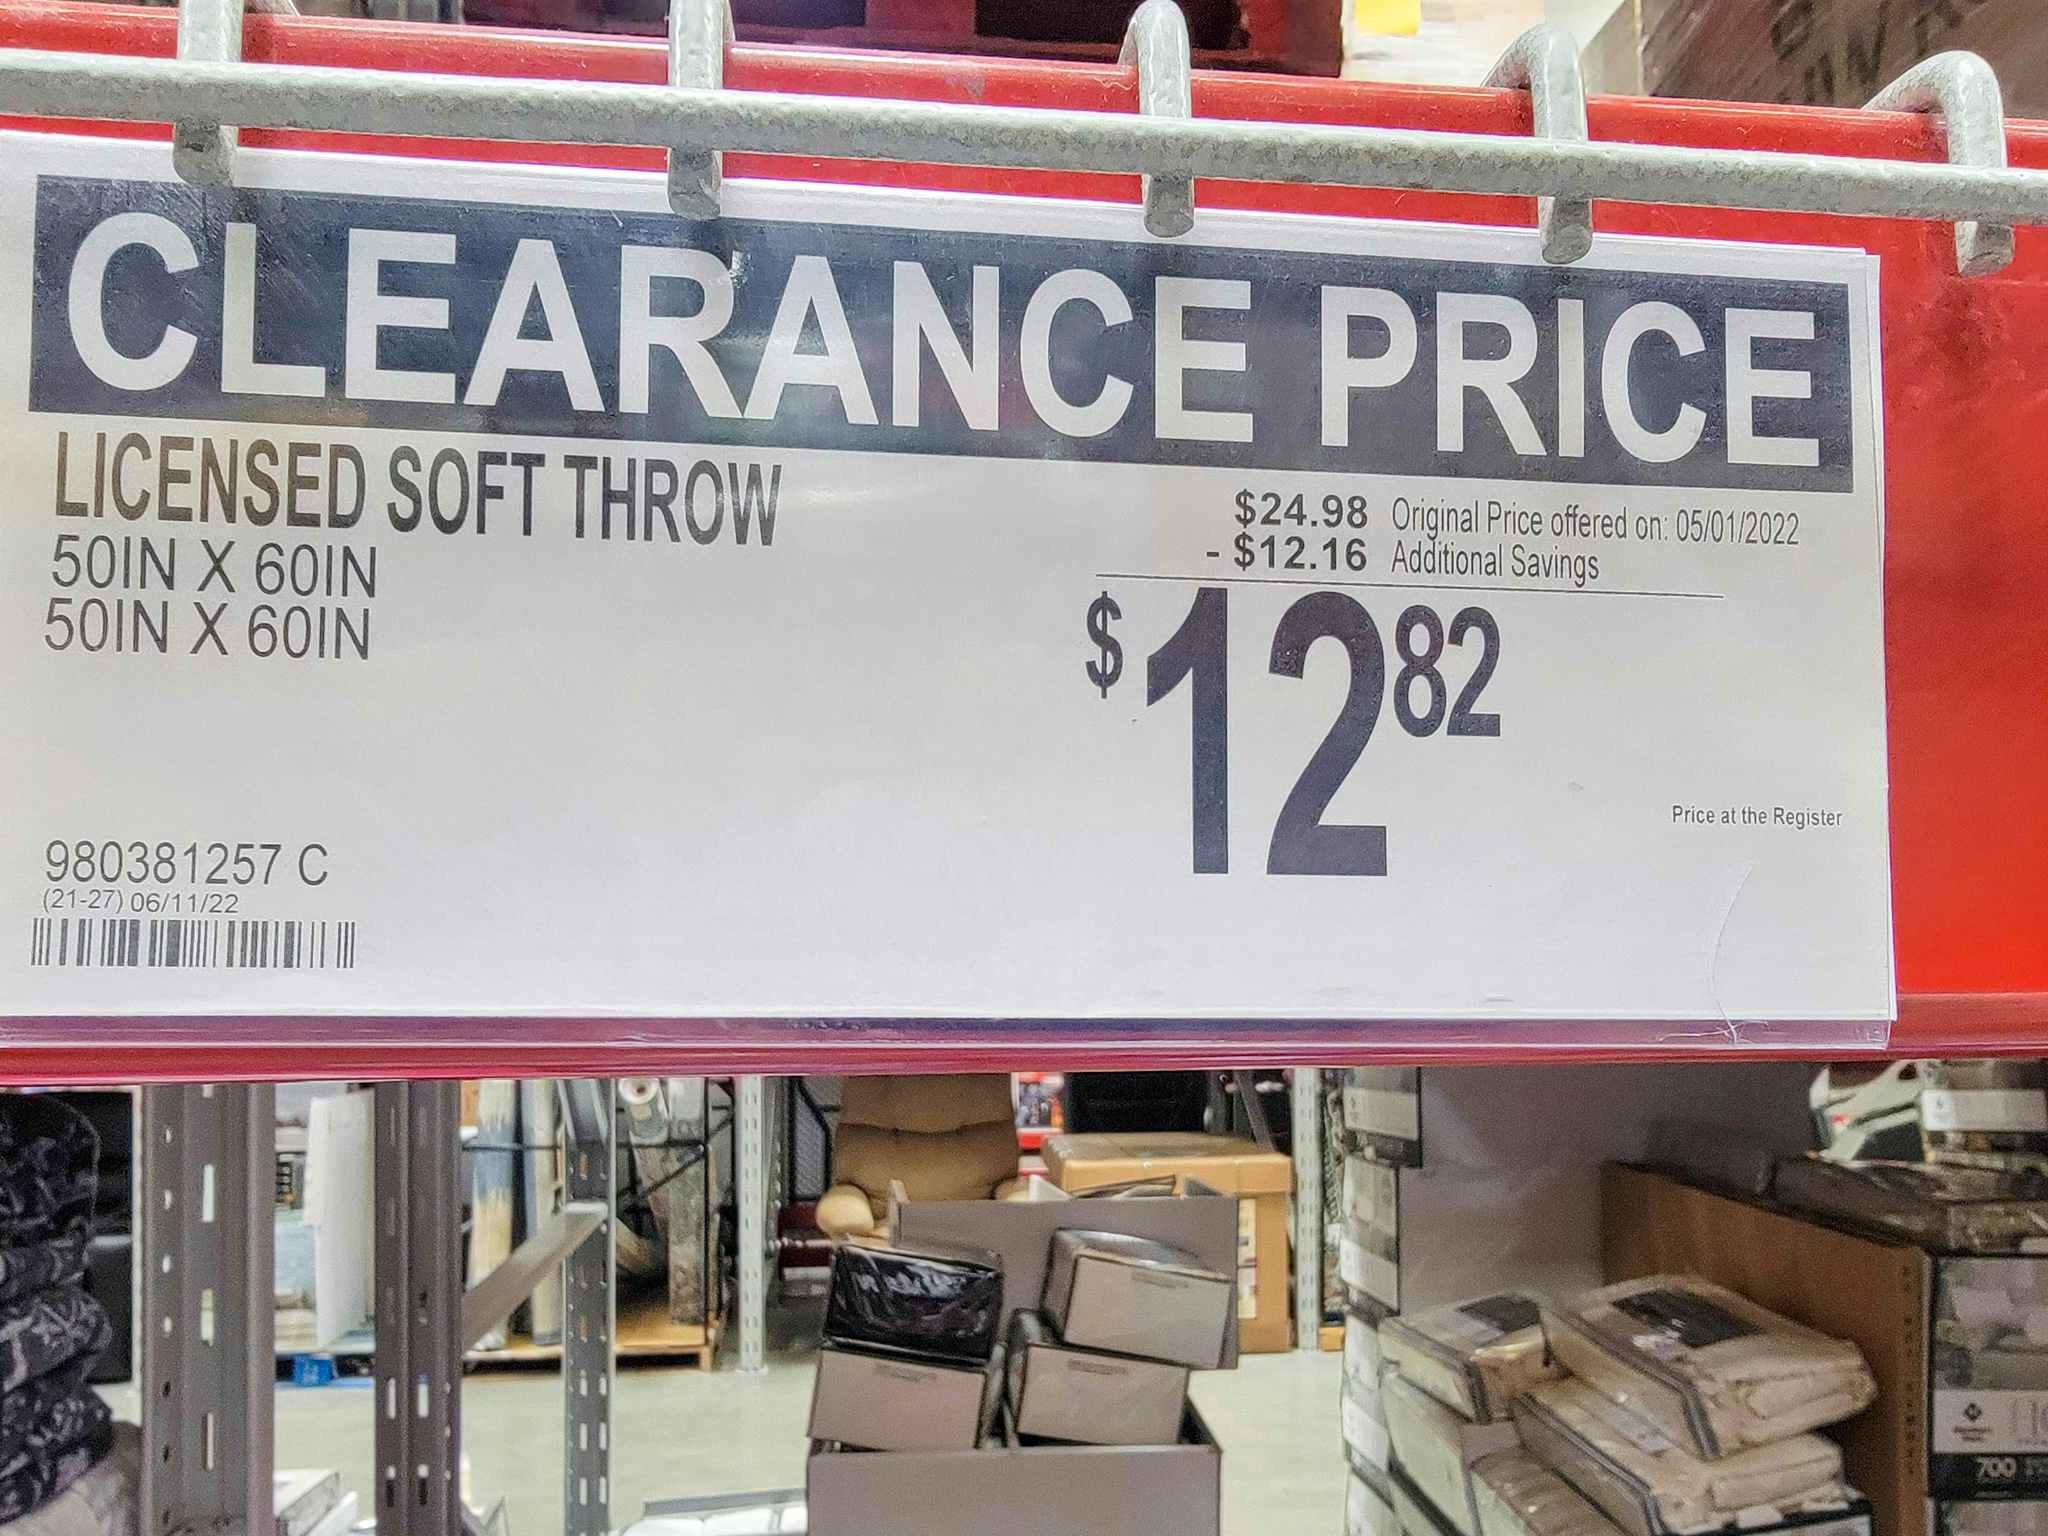 CLEARANCE PRICE
LICENSED SOFT THROW
50IN X 60IN
50IN X 60IN
$24.98 Original Price offered on: 05/01/2022
- $12.16 Additional Savings
$12 82
Price at the Register
980381257 C
(21-27) 06/11/22
700